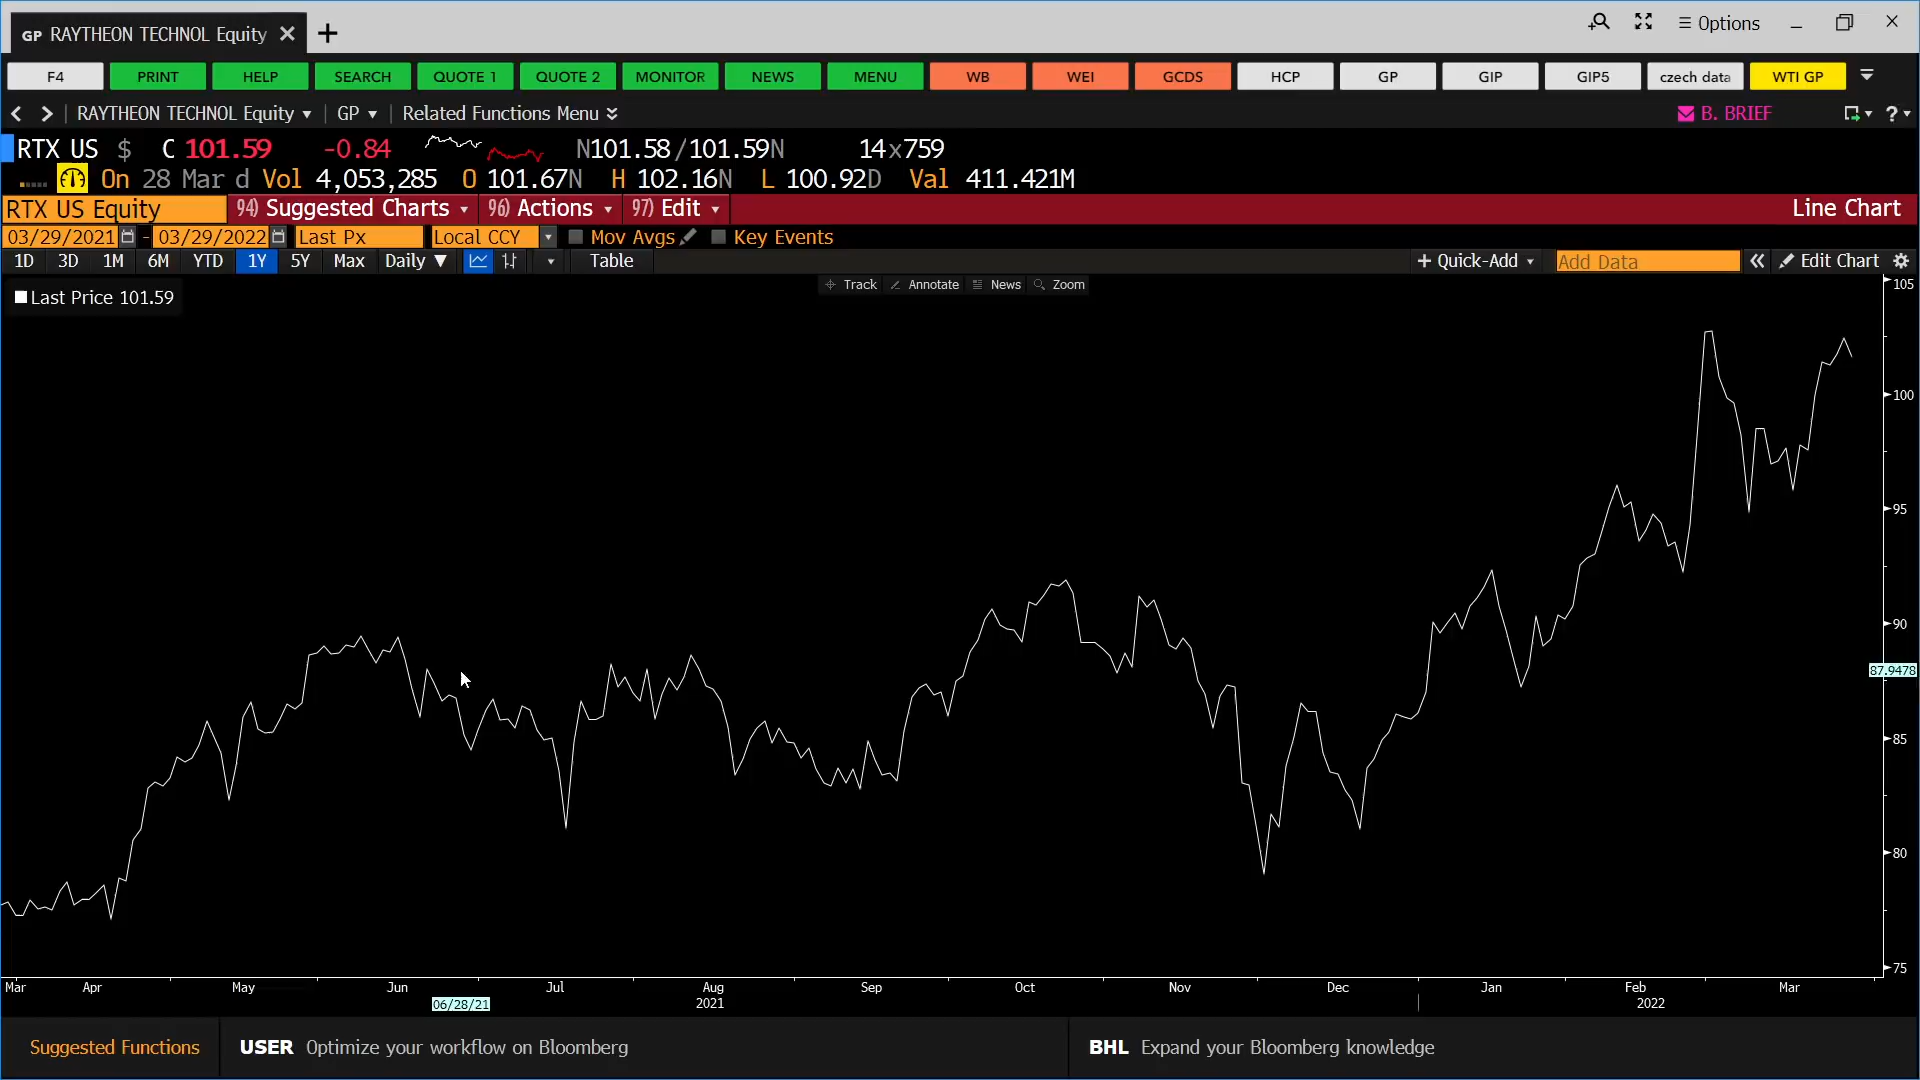 GP RAYTHEON TECHNOL Equity
Options
F4 PRINT HELP SEARCH QUOTE 1 QUOTE 2 MONITOR NEWS MENU WB WEI GCDS HCP GP GIP GIP5 czech data WTI GP
RAYTHEON TECHNOL Equity GP Related Functions Menu B. BRIEF ?
RTX US $ C 101.59 -0.84 N101.58/101.59N 14x759
On 28 Mar d Vol 4,053,285 O 101.67N H 102.16N L 100.92D Val 411.421M
RTX US Equity 94) Suggested Charts 96) Actions 97) Edit Line Chart
03/29/2021 - 03/29/2022 Last Px Local CCY Mov Avgs Key Events
1D 3D 1M 6M YTD 1Y 5Y Max Daily Table + Quick-Add Add Data Edit Chart
Track Annotate News Zoom
Last Price 101.59
105
100
95
90
87.9478
85
80
75
Mar Apr May Jun Jul Aug Sep Oct Nov Dec Jan Feb Mar
06/28/21 2021 2022
Suggested Functions USER Optimize your workflow on Bloomberg BHL Expand your Bloomberg knowledge